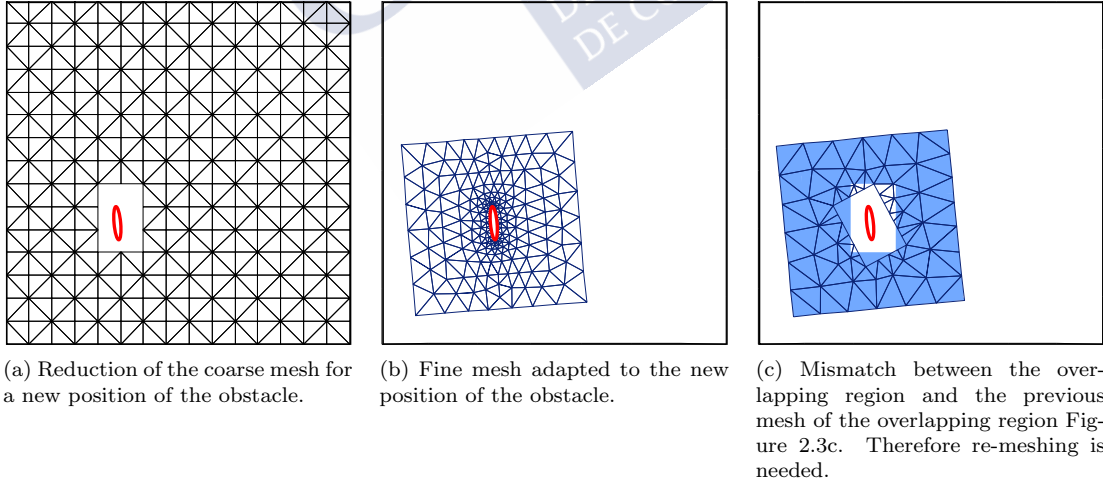 DE CO
(a) Reduction of the coarse mesh for
a new position of the obstacle.
(b) Fine mesh adapted to the new
position of the obstacle.
(c) Mismatch between the over-
lapping region and the previous
mesh of the overlapping region Fig-
ure 2.3c. Therefore re-meshing is
needed.